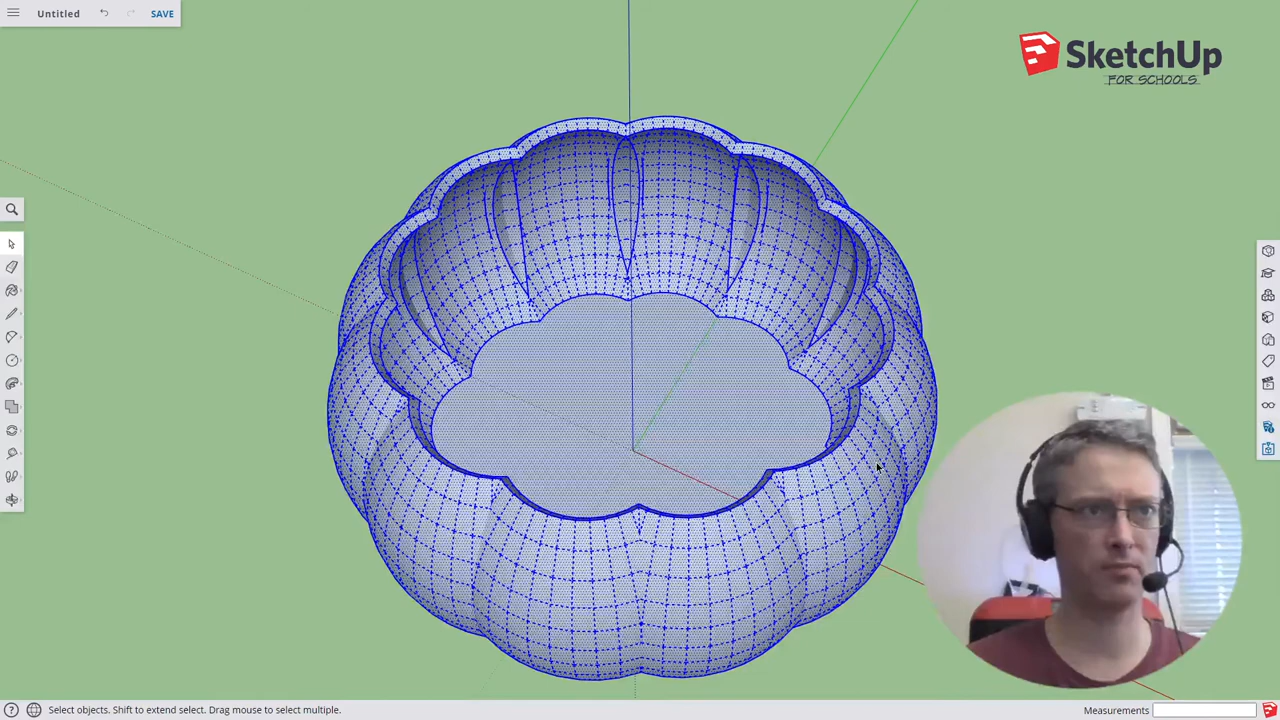 Untitled SAVE
SketchUp
FOR SCHOOLS
Select objects. Shift to extend select. Drag mouse to select multiple. Measurements